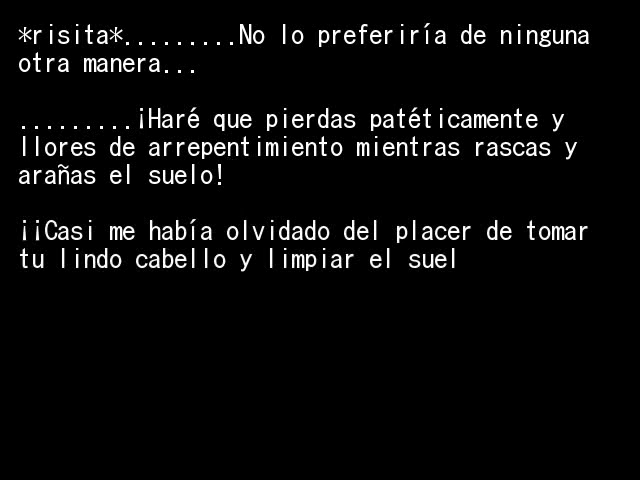 *risita*.........No lo preferiría de ninguna
otra manera...
.........¡Haré que pierdas patéticamente y
llores de arrepentimiento mientras rascas y
arañas el suelo!
¡¡Casi me había olvidado del placer de tomar
tu lindo cabello y limpiar el suel